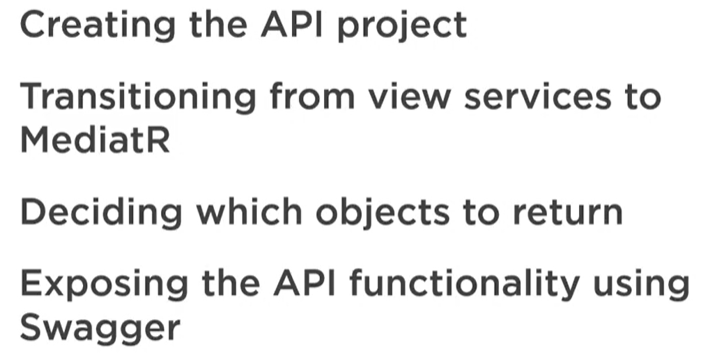 Creating the API project
Transitioning from view services to
MediatR
Deciding which objects to return
Exposing the API functionality using
Swagger